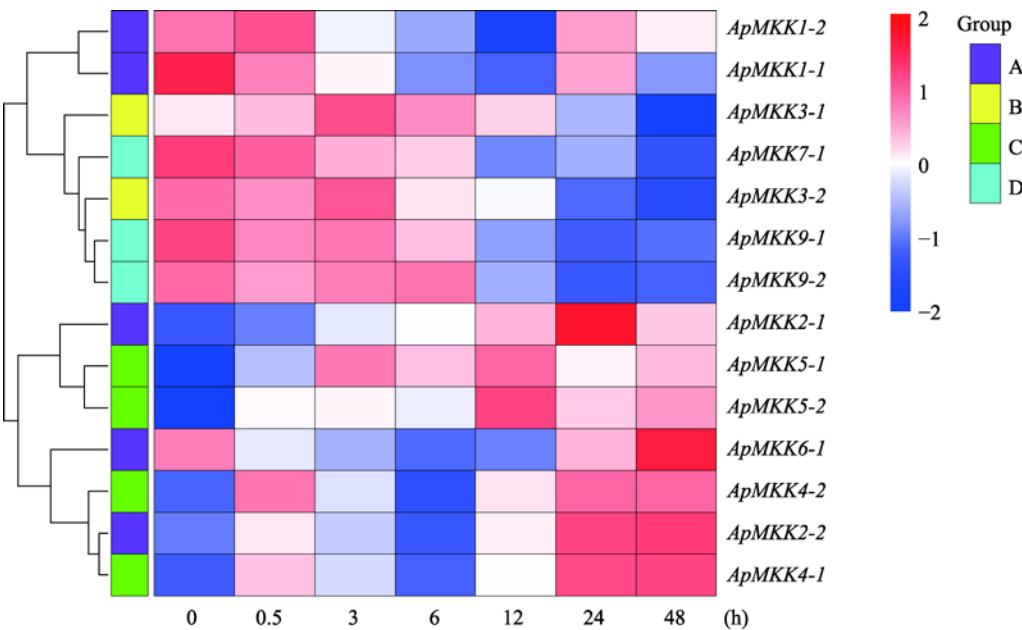 ApMKK1-2
ApMKK1-1
ApMKK3-1
ApMKK7-1
ApMKK3-2
ApMKK9-1
ApMKK9-2
ApMKK2-1
ApMKK5-1
ApMKK5-2
ApMKK6-1
ApMKK4-2
ApMKK2-2
ApMKK4-1
0 0.5 3 6 12 24 48 (h)
2
1
0
−1
−2
Group
A
B
C
D